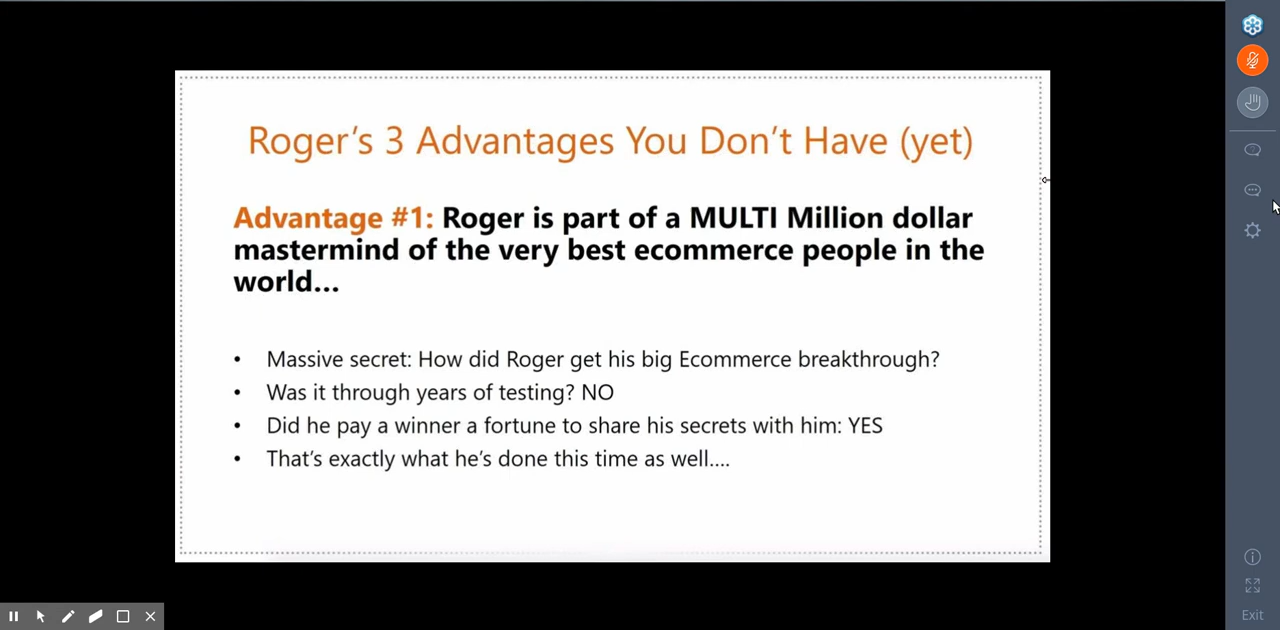 Roger’s 3 Advantages You Don’t Have (yet)
Advantage #1: Roger is part of a MULTI Million dollar
mastermind of the very best ecommerce people in the
world...
• Massive secret: How did Roger get his big Ecommerce breakthrough?
• Was it through years of testing? NO
• Did he pay a winner a fortune to share his secrets with him: YES
• That’s exactly what he’s done this time as well....
Exit